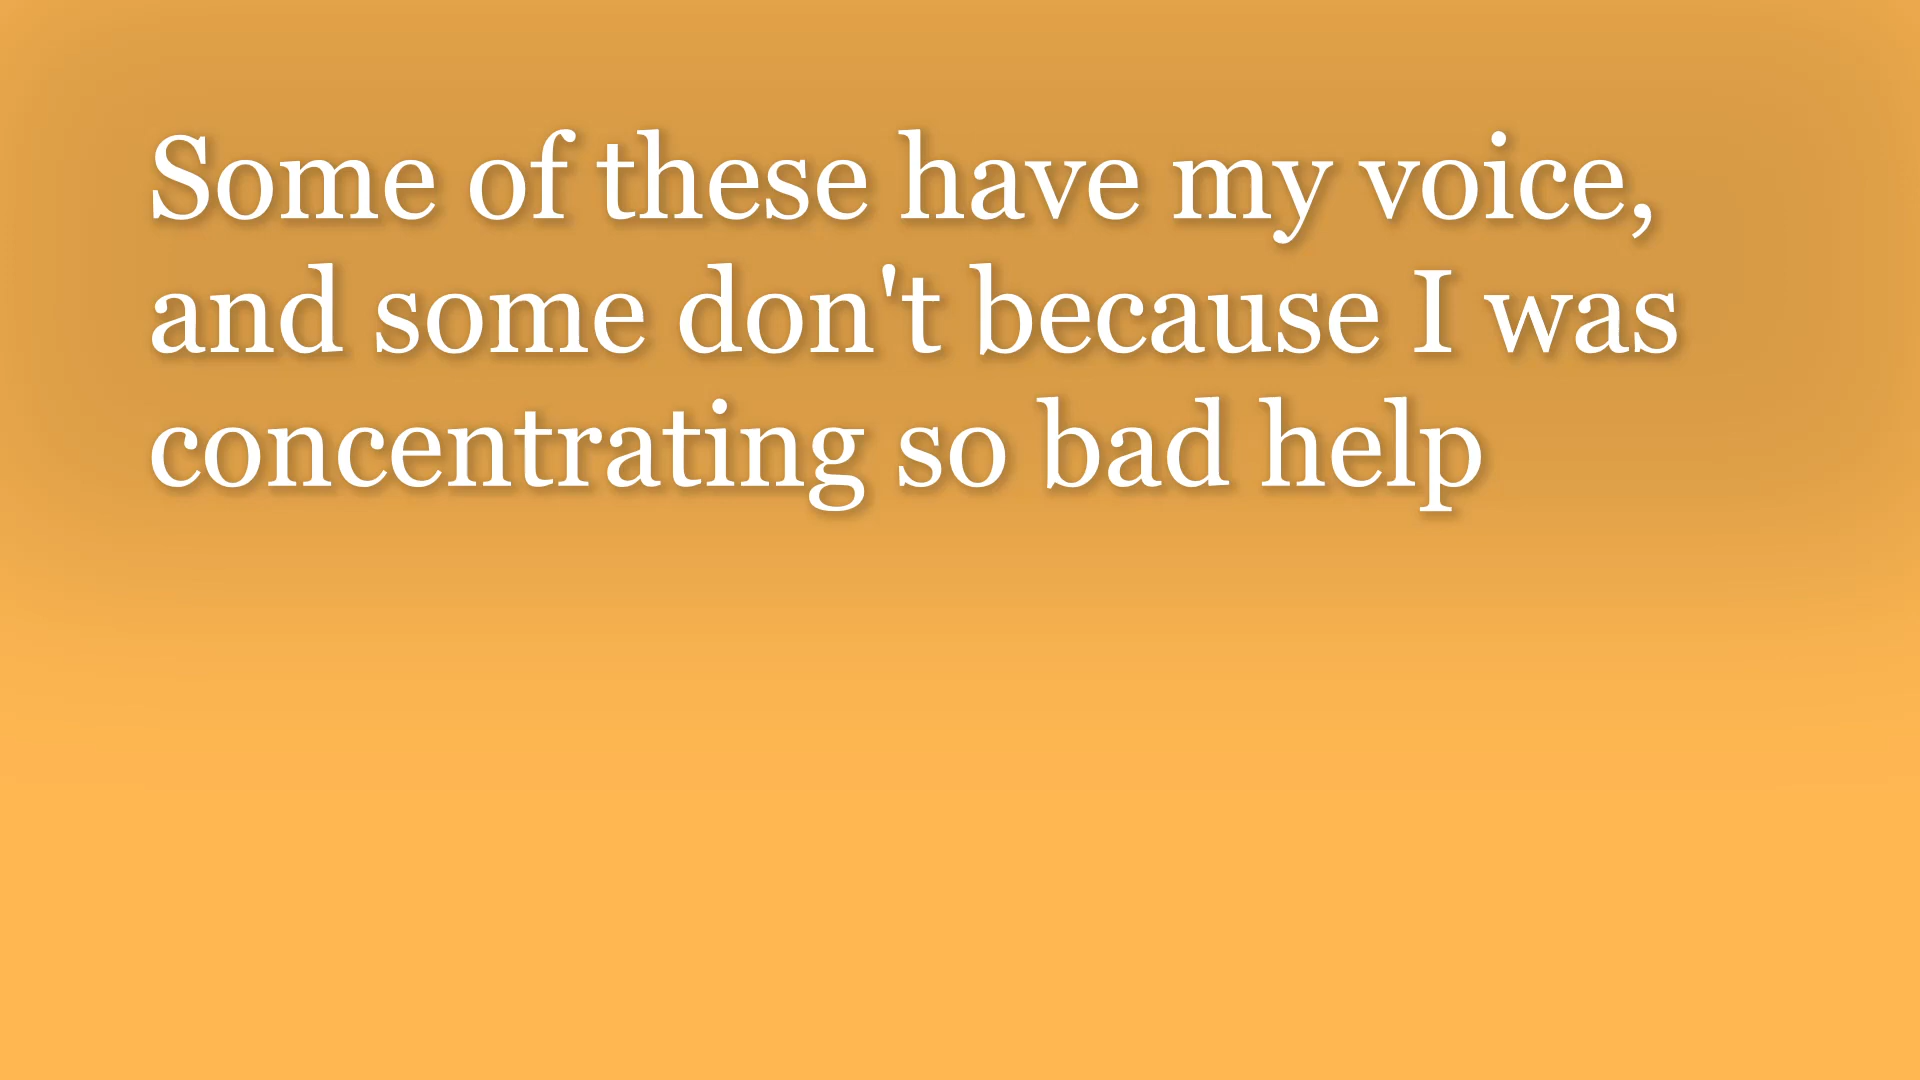 Some of these have my voice,
and some don't because I was
concentrating so bad help